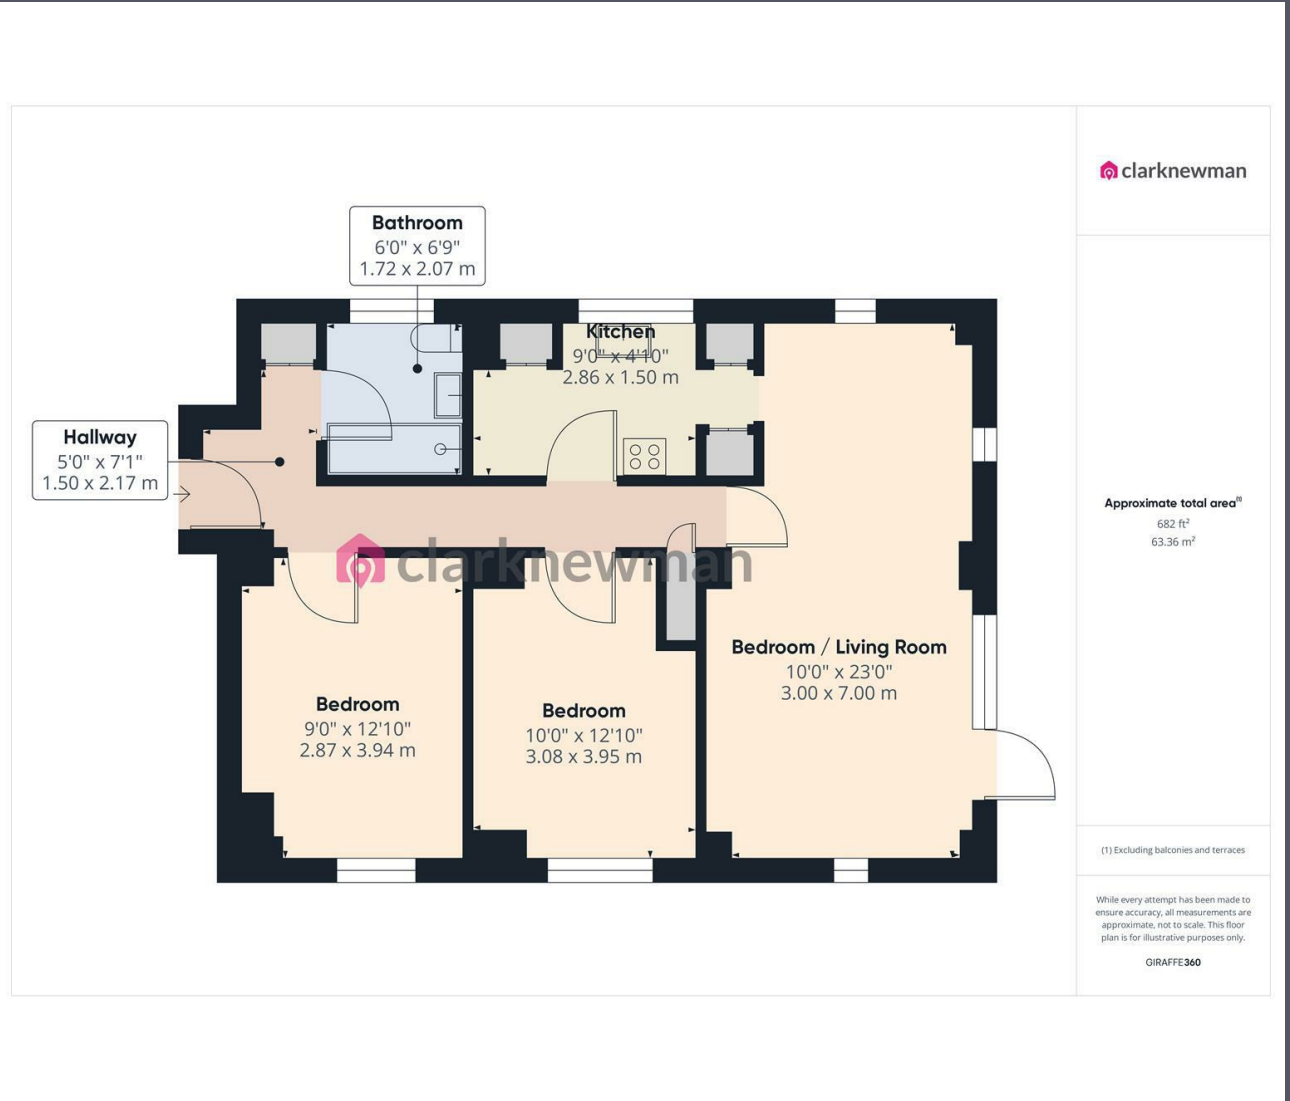 clarknewman
Bathroom
6'0" x 6'9"
1.72 x 2.07 m
Kitchen
9'0" x 4'10"
2.86 x 1.50 m
Hallway
5'0" x 7'1"
1.50 x 2.17 m
clarknewman
Bedroom / Living Room
10'0" x 23'0"
3.00 x 7.00 m
Bedroom
9'0" x 12'10"
2.87 x 3.94 m
Bedroom
10'0" x 12'10"
3.08 x 3.95 m
Approximate total area⁽¹⁾
682 ft²
63.36 m²
(1) Excluding balconies and terraces
While every attempt has been made to
ensure accuracy, all measurements are
approximate, not to scale. This floor
plan is for illustrative purposes only.
GIRAFFE360